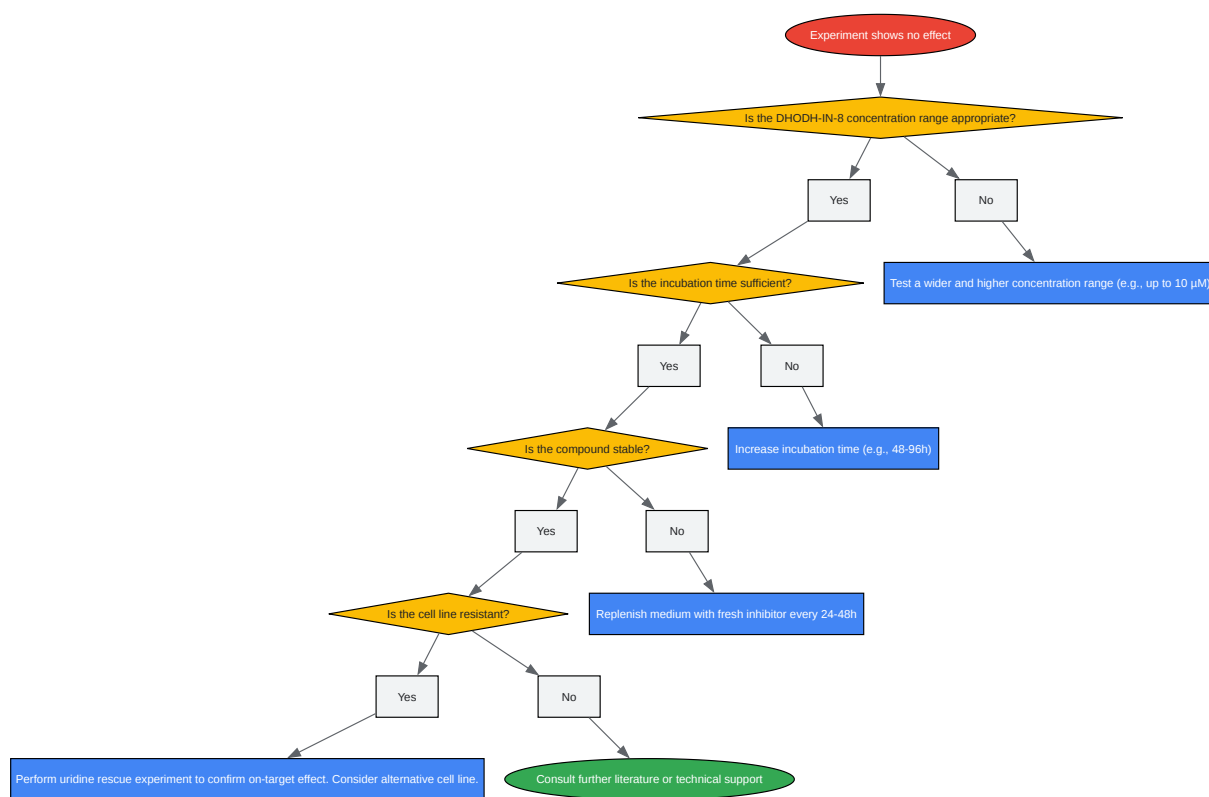 Experiment shows no effect
Is the DHODH-IN-8 concentration range appropriate?
Yes
No
Is the incubation time sufficient?
Test a wider and higher concentration range (e.g., up to 10 µM)
Yes
No
Is the compound stable?
Increase incubation time (e.g., 48-96h)
Yes
No
Is the cell line resistant?
Replenish medium with fresh inhibitor every 24-48h
Yes
No
Perform uridine rescue experiment to confirm on-target effect. Consider alternative cell line.
Consult further literature or technical support